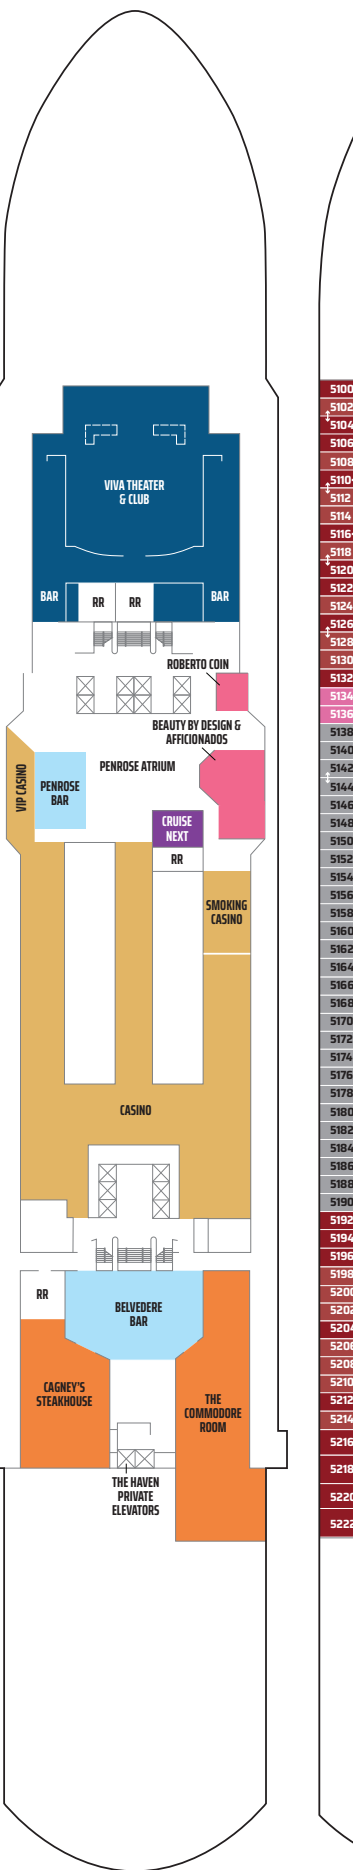 VIVA THEATER
& CLUB
BAR
RR
RR
BAR
ROBERTO COIN
BEAUTY BY DESIGN &
AFFICIONADOS
PENROSE ATRIUM
VIP CASINO
PENROSE
BAR
CRUISE
NEXT
RR
SMOKING
CASINO
CASINO
RR
BELVEDERE
BAR
CAGNEY'S
STEAKHOUSE
THE
COMMODORE
ROOM
THE HAVEN
PRIVATE
ELEVATORS
5100
5102
5104
5106
5108
5110
5112
5114
5116
5118
5120
5122
5124
5126
5128
5130
5132
5134
5136
5138
5140
5142
5144
5146
5148
5150
5152
5154
5156
5158
5160
5162
5164
5166
5168
5170
5172
5174
5176
5178
5180
5182
5184
5186
5188
5190
5192
5194
5196
5198
5200
5202
5204
5206
5208
5210
5212
5214
5216
5218
5220
5222